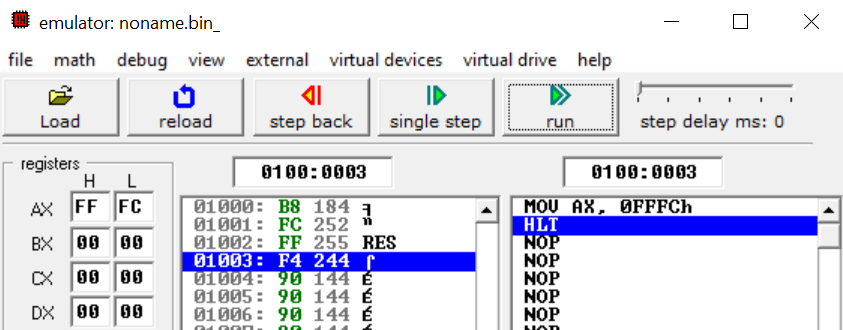 emulator: noname.bin_
file math debug view external virtual devices virtual drive help
Load reload step back single step run step delay ms: 0
registers
H L
0100:0003 0100:0003
AX FF FC
BX 00 00
CX 00 00
DX 00 00
01000: B8 184 ╕
01001: FC 252 ⁿ
01002: FF 255 RES
01003: F4 244 ⌠
01004: 90 144 É
01005: 90 144 É
01006: 90 144 É
MOV AX, 0FFFCh
HLT
NOP
NOP
NOP
NOP
NOP
NOP